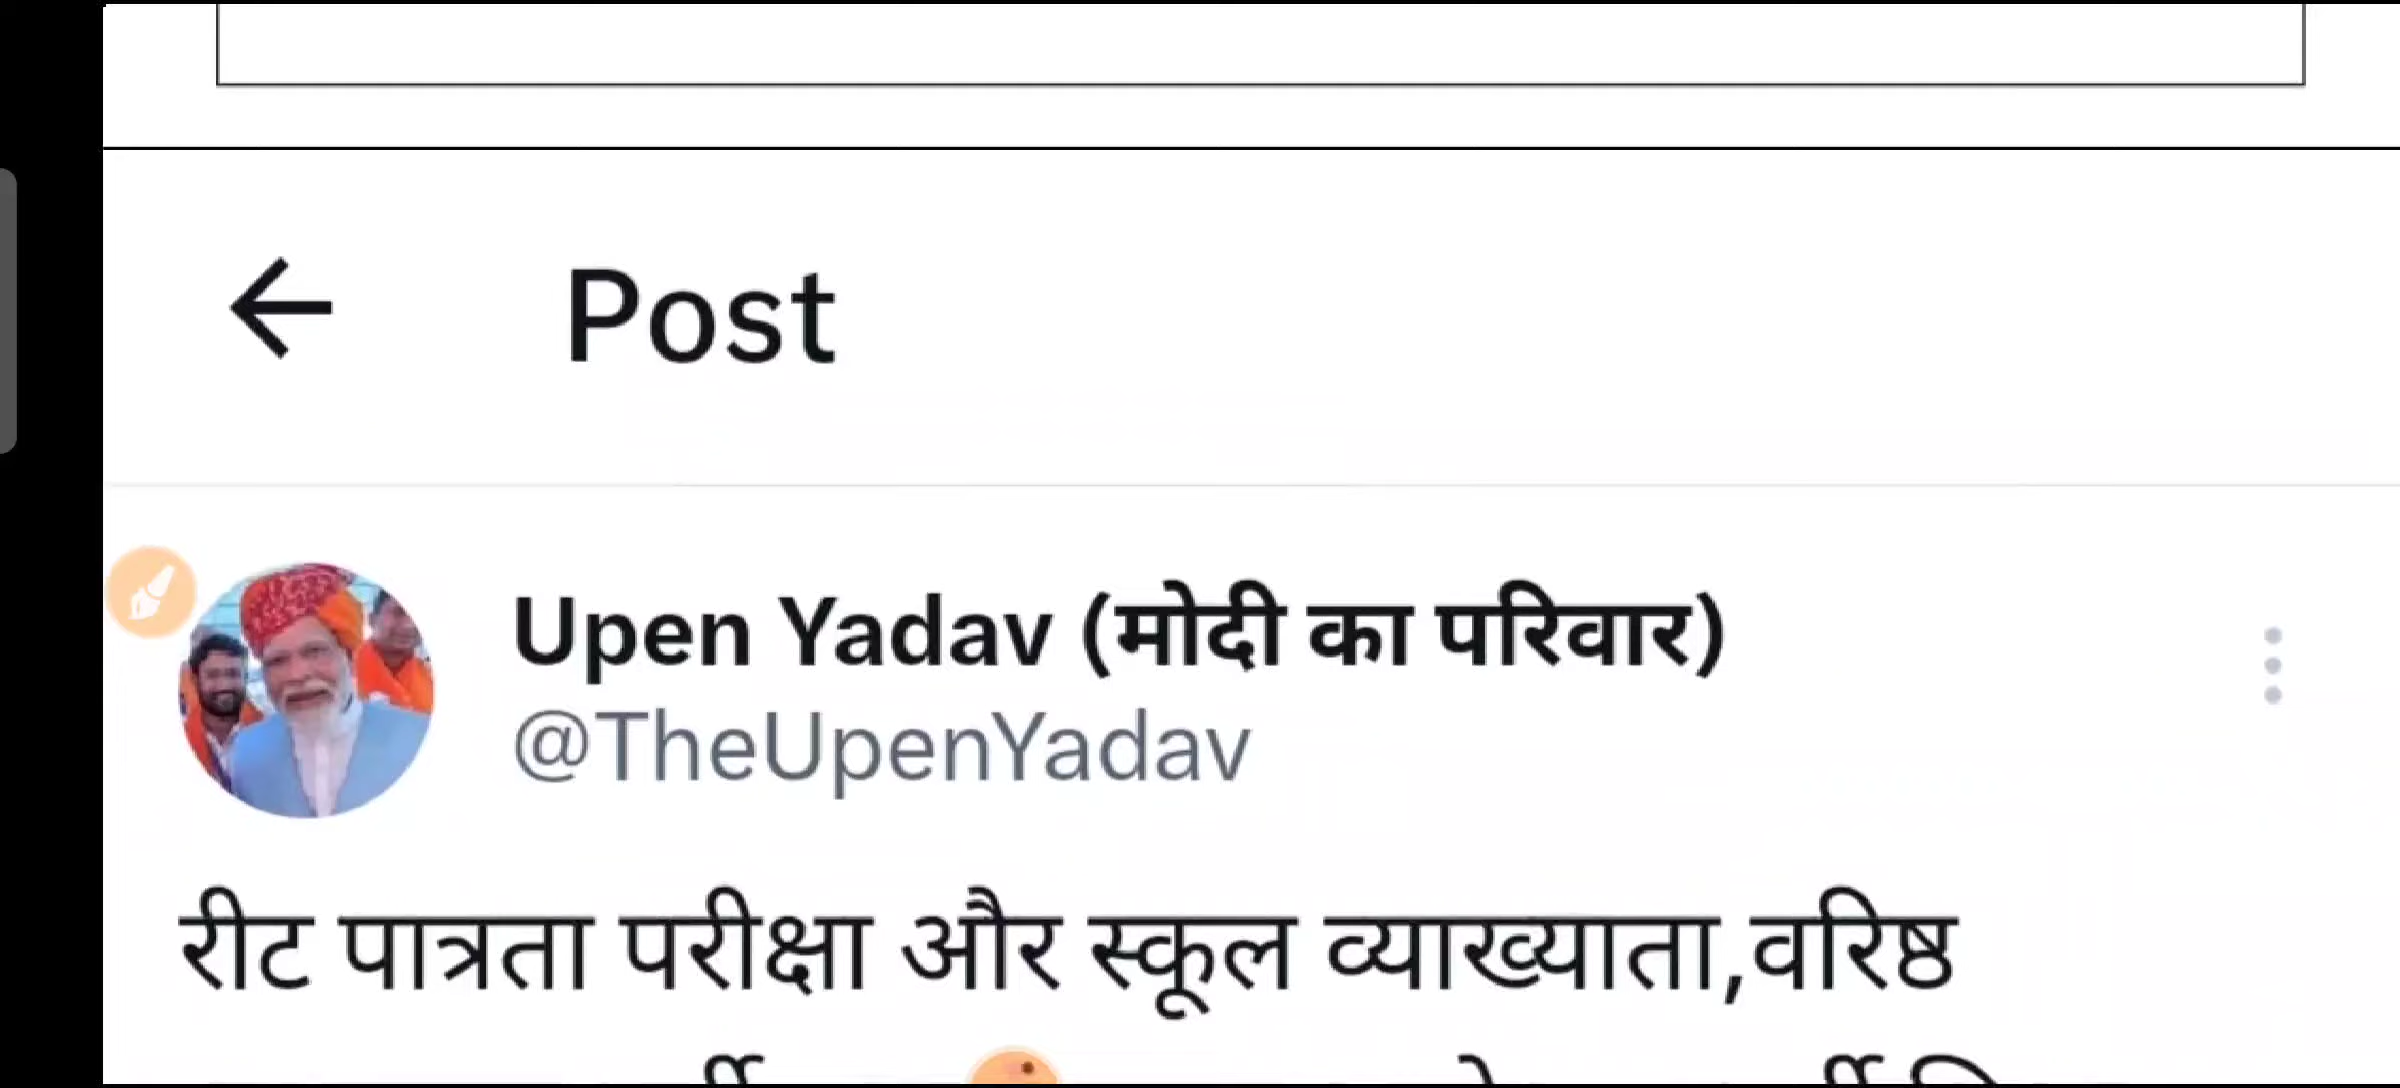 Post
Upen Yadav (मोदी का परिवार)
@TheUpenYadav
रीट पात्रता परीक्षा और स्कूल व्याख्याता,वरिष्ठ